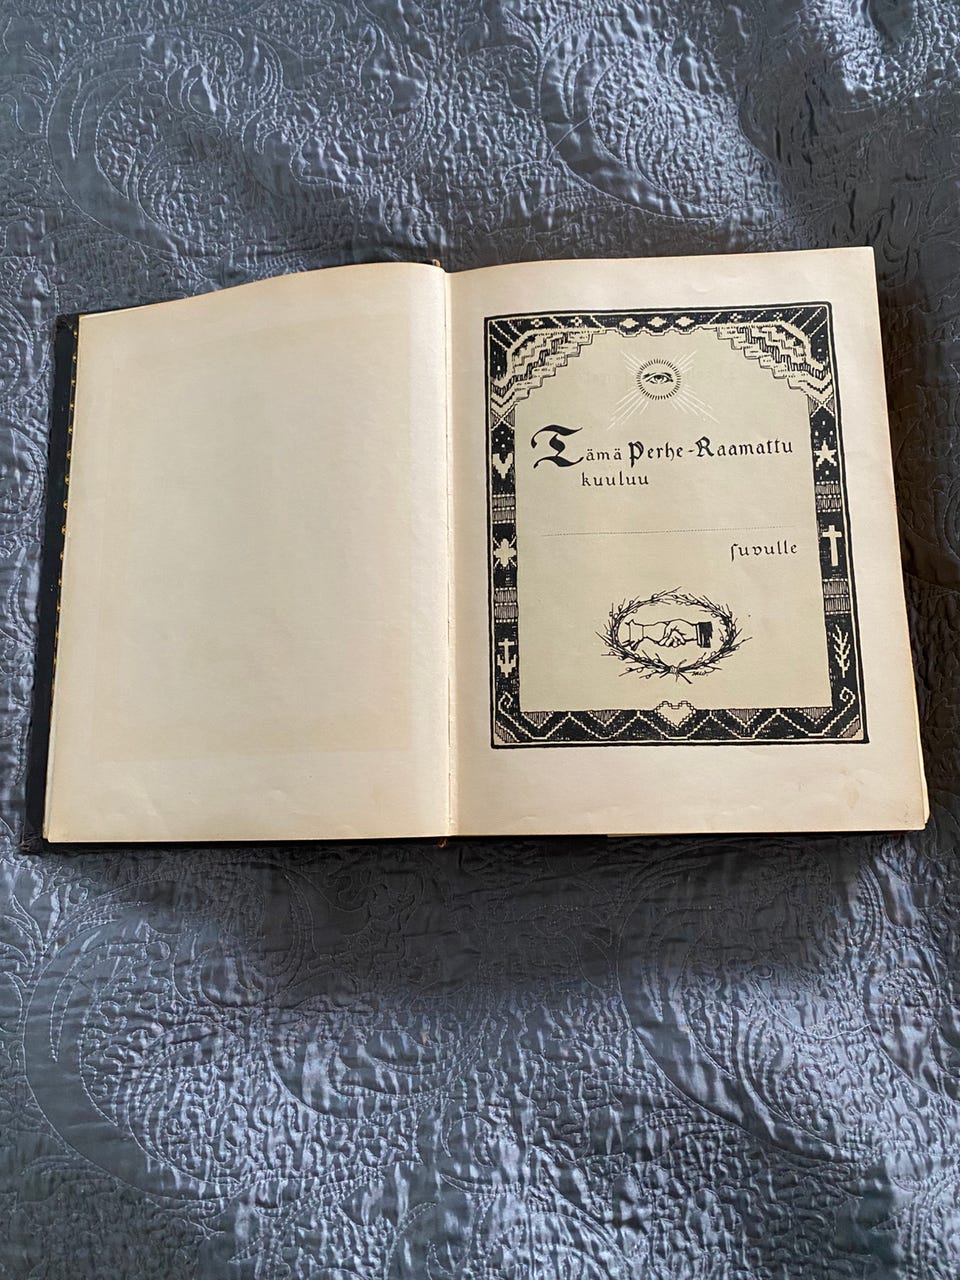 Tämä Perhe-Raamattu
kuuluu
suvulle